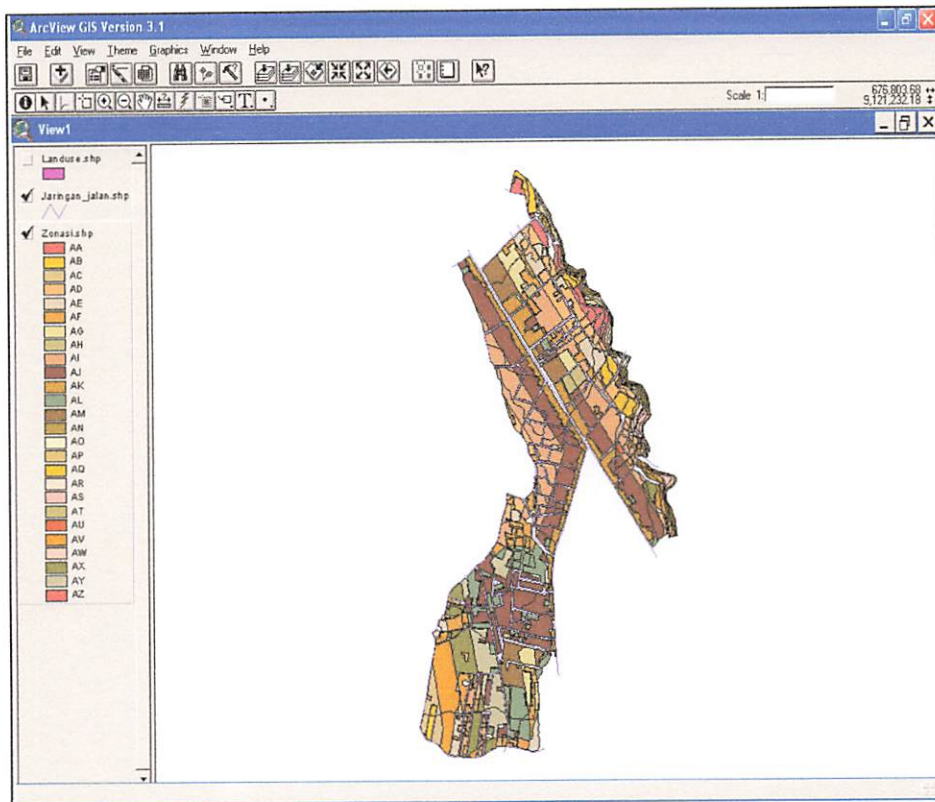 ArcView GIS Version 3.1
File Edit View Theme Graphics Window Help
Scale 1:
676,803.68
9,121,232.18
View1
Landuse.shp
Jaringan_jalan.shp
Zonasi.shp
AA
AB
AC
AD
AE
AF
AG
AH
AI
AJ
AK
AL
AM
AN
AO
AP
AQ
AR
AS
AT
AU
AV
AW
AX
AY
AZ